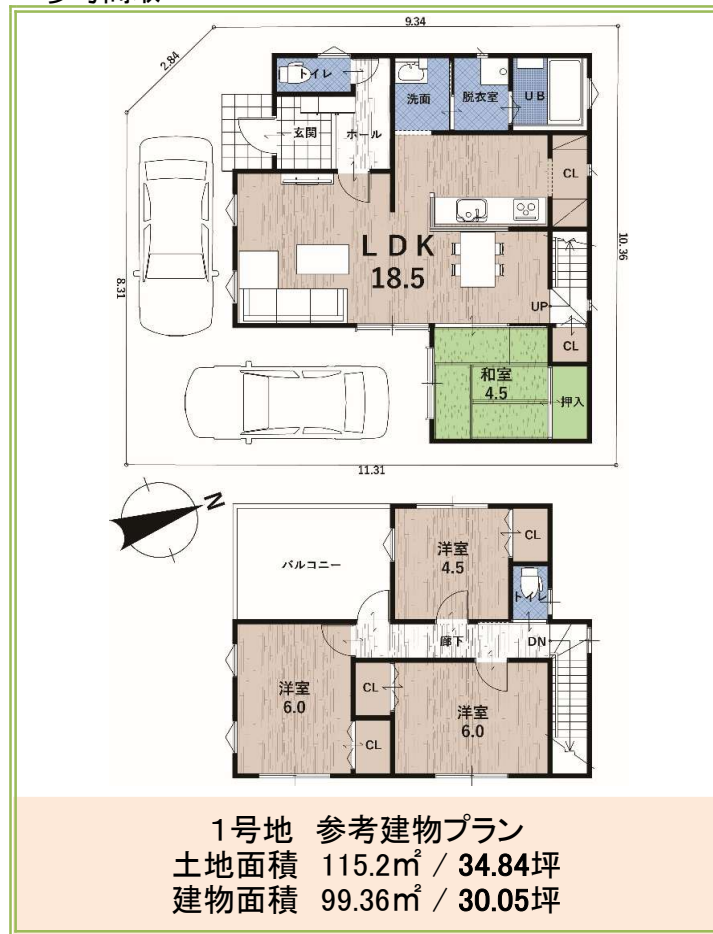 9.34
2.84
トイレ
洗面
脱衣室
UB
玄関
ホール
CL
LDK
18.5
8.31
10.36
UP
CL
和室
4.5
押入
11.31
N
バルコニー
洋室
4.5
CL
トイレ
廊下
DN
洋室
6.0
CL
洋室
6.0
CL
1号地 参考建物プラン
土地面積 115.2㎡ / 34.84坪
建物面積 99.36㎡ / 30.05坪